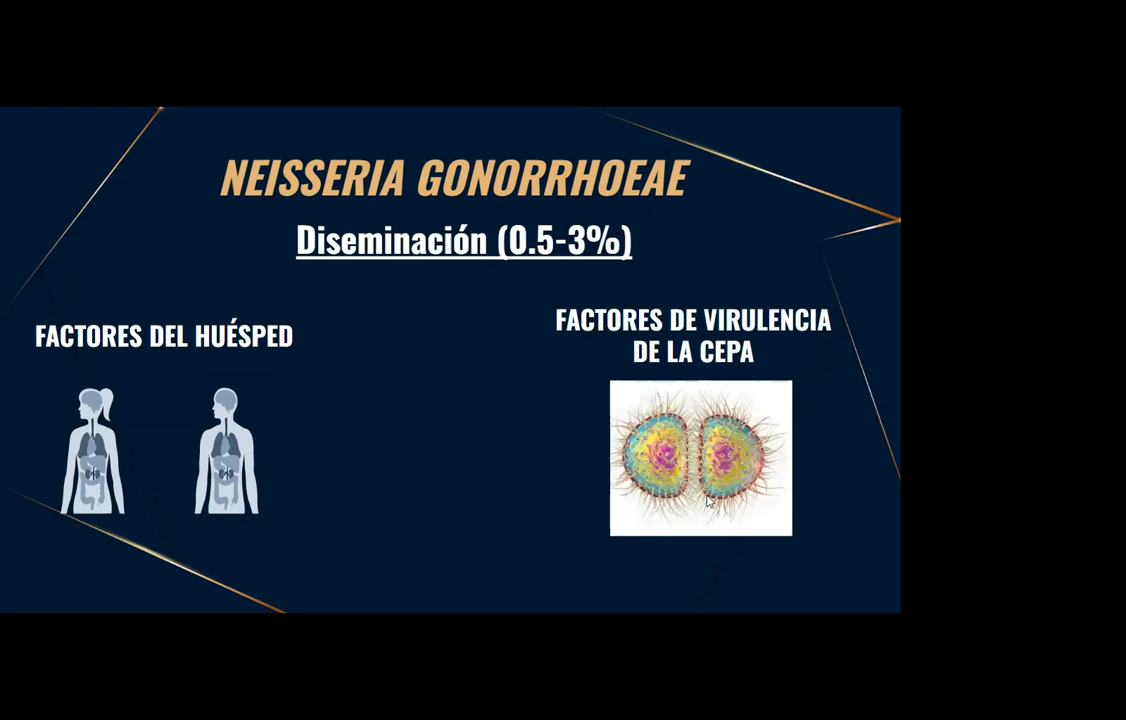 NEISSERIA GONORRHOEAE
Diseminación (0.5-3%)
FACTORES DEL HUÉSPED
FACTORES DE VIRULENCIA
DE LA CEPA